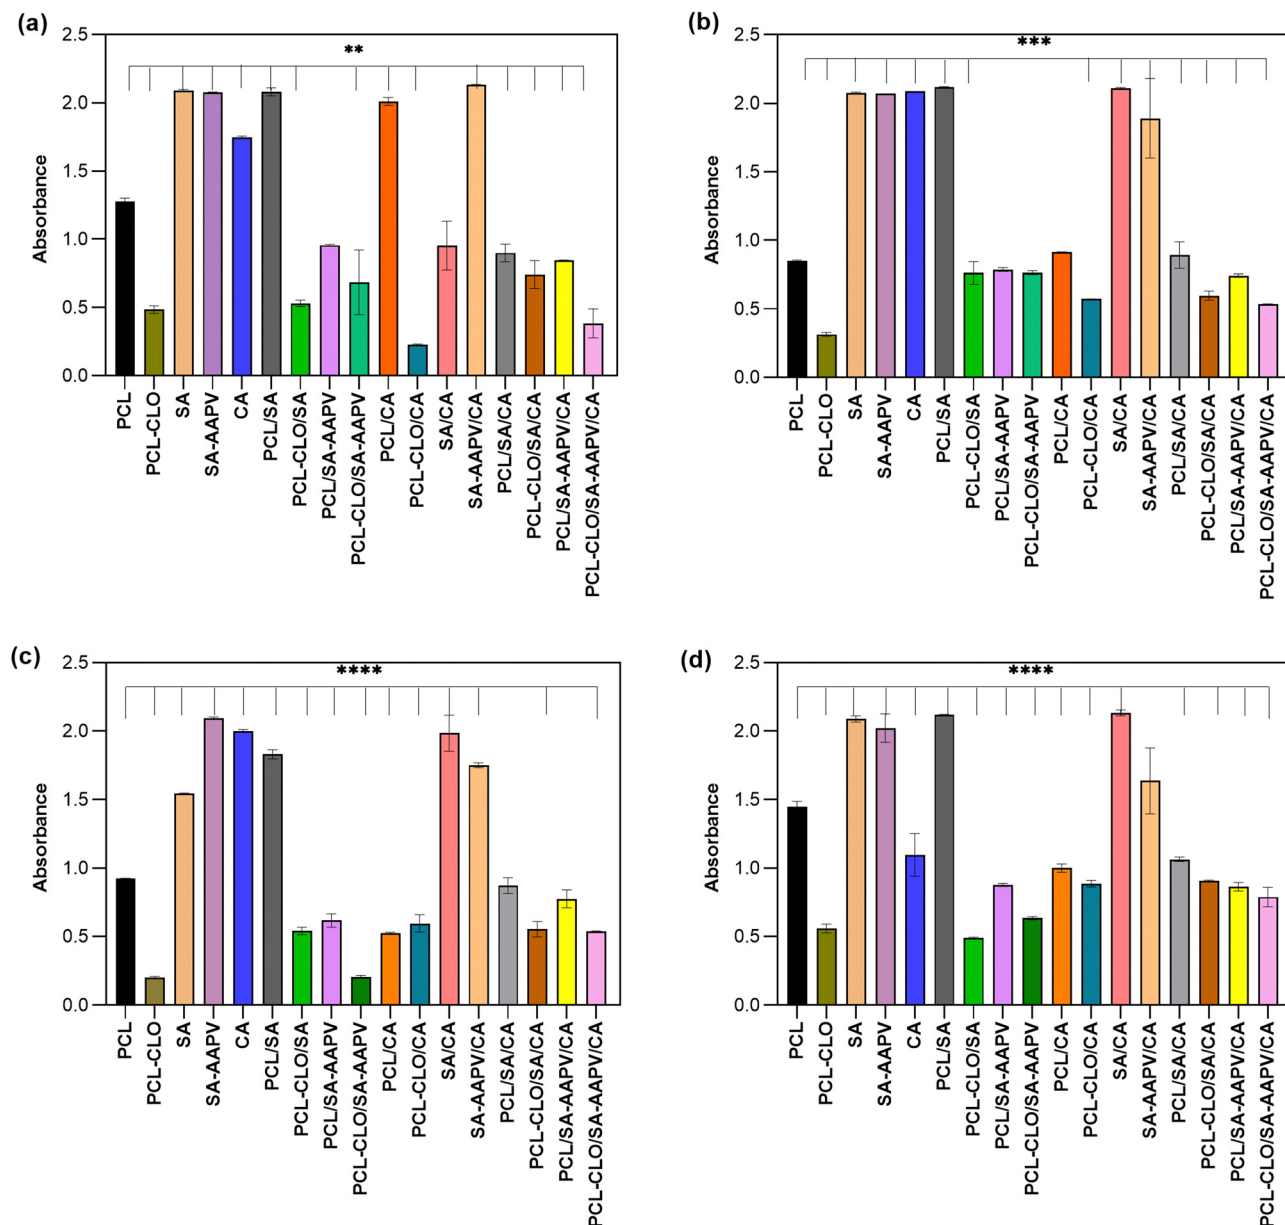 (a)
**
Absorbance
2.5
2.0
1.5
1.0
0.5
0.0
PCL
PCL-CLO
SA
SA-AAPV
CA
PCL/SA
PCL-CLO/SA
PCL/SA-AAPV
PCL-CLO/SA-AAPV
PCL/CA
PCL-CLO/CA
SA/CA
SA-AAPV/CA
PCL/SA/CA
PCL-CLO/SA/CA
PCL/SA-AAPV/CA
PCL-CLO/SA-AAPV/CA
(b)
***
Absorbance
2.5
2.0
1.5
1.0
0.5
0.0
PCL
PCL-CLO
SA
SA-AAPV
CA
PCL/SA
PCL-CLO/SA
PCL/SA-AAPV
PCL-CLO/SA-AAPV
PCL/CA
PCL-CLO/CA
SA/CA
SA-AAPV/CA
PCL/SA/CA
PCL-CLO/SA/CA
PCL/SA-AAPV/CA
PCL-CLO/SA-AAPV/CA
(c)
****
Absorbance
2.5
2.0
1.5
1.0
0.5
0.0
PCL
PCL-CLO
SA
SA-AAPV
CA
PCL/SA
PCL-CLO/SA
PCL/SA-AAPV
PCL-CLO/SA-AAPV
PCL/CA
PCL-CLO/CA
SA/CA
SA-AAPV/CA
PCL/SA/CA
PCL-CLO/SA/CA
PCL/SA-AAPV/CA
PCL-CLO/SA-AAPV/CA
(d)
****
Absorbance
2.5
2.0
1.5
1.0
0.5
0.0
PCL
PCL-CLO
SA
SA-AAPV
CA
PCL/SA
PCL-CLO/SA
PCL/SA-AAPV
PCL-CLO/SA-AAPV
PCL/CA
PCL-CLO/CA
SA/CA
SA-AAPV/CA
PCL/SA/CA
PCL-CLO/SA/CA
PCL/SA-AAPV/CA
PCL-CLO/SA-AAPV/CA